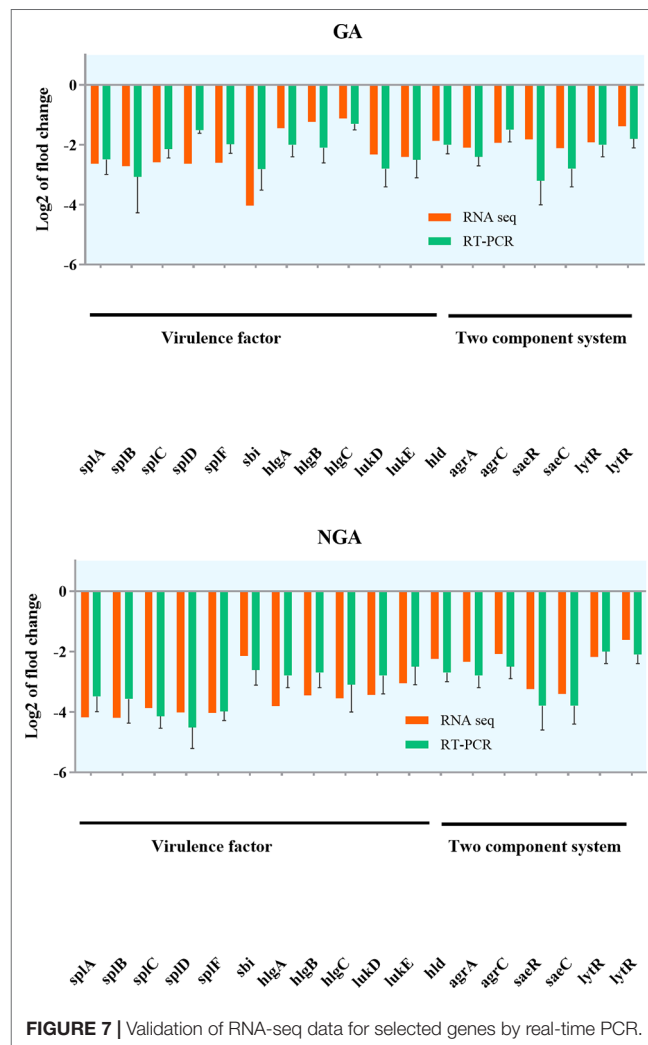 GA
Log2 of flod change
0
-2
-4
-6
RNA seq
RT-PCR
Virulence factor
Two component system
splA splB splC splD splF sbi hlgA hlgB hlgC lukD lukE hld agrA agrC saeR saeC lytR lytR
NGA
Log2 of flod change
0
-2
-4
-6
RNA seq
RT-PCR
Virulence factor
Two component system
splA splB splC splD splF sbi hlgA hlgB hlgC lukD lukE hld agrA agrC saeR saeC lytR lytR
FIGURE 7 | Validation of RNA-seq data for selected genes by real-time PCR.